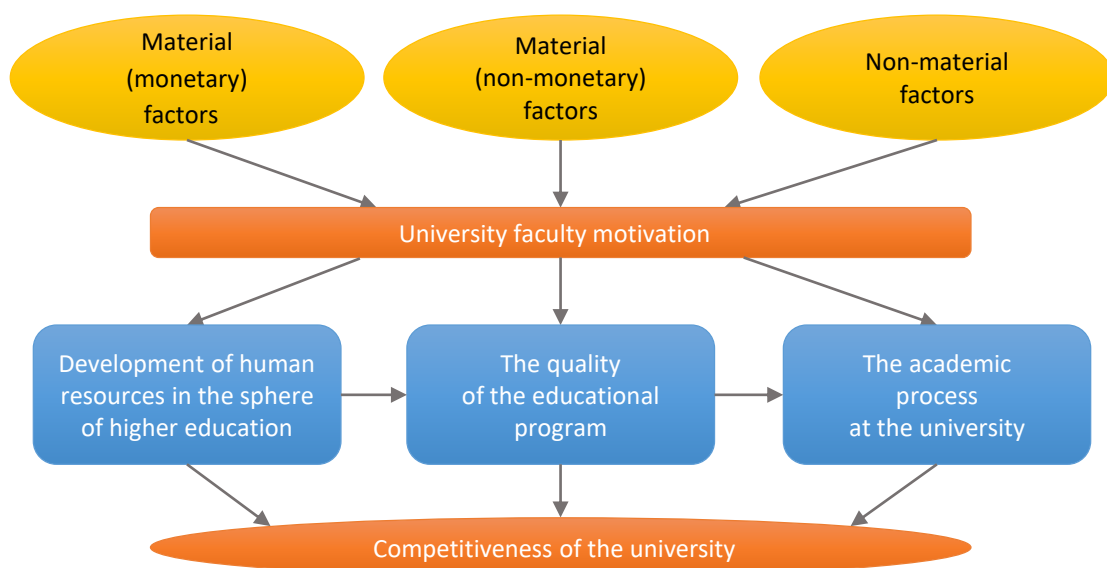 Material
(monetary)
factors
Material
(non-monetary)
factors
Non-material
factors
University faculty motivation
Development of human
resources in the sphere
of higher education
The quality
of the educational
program
The academic
process
at the university
Competitiveness of the university